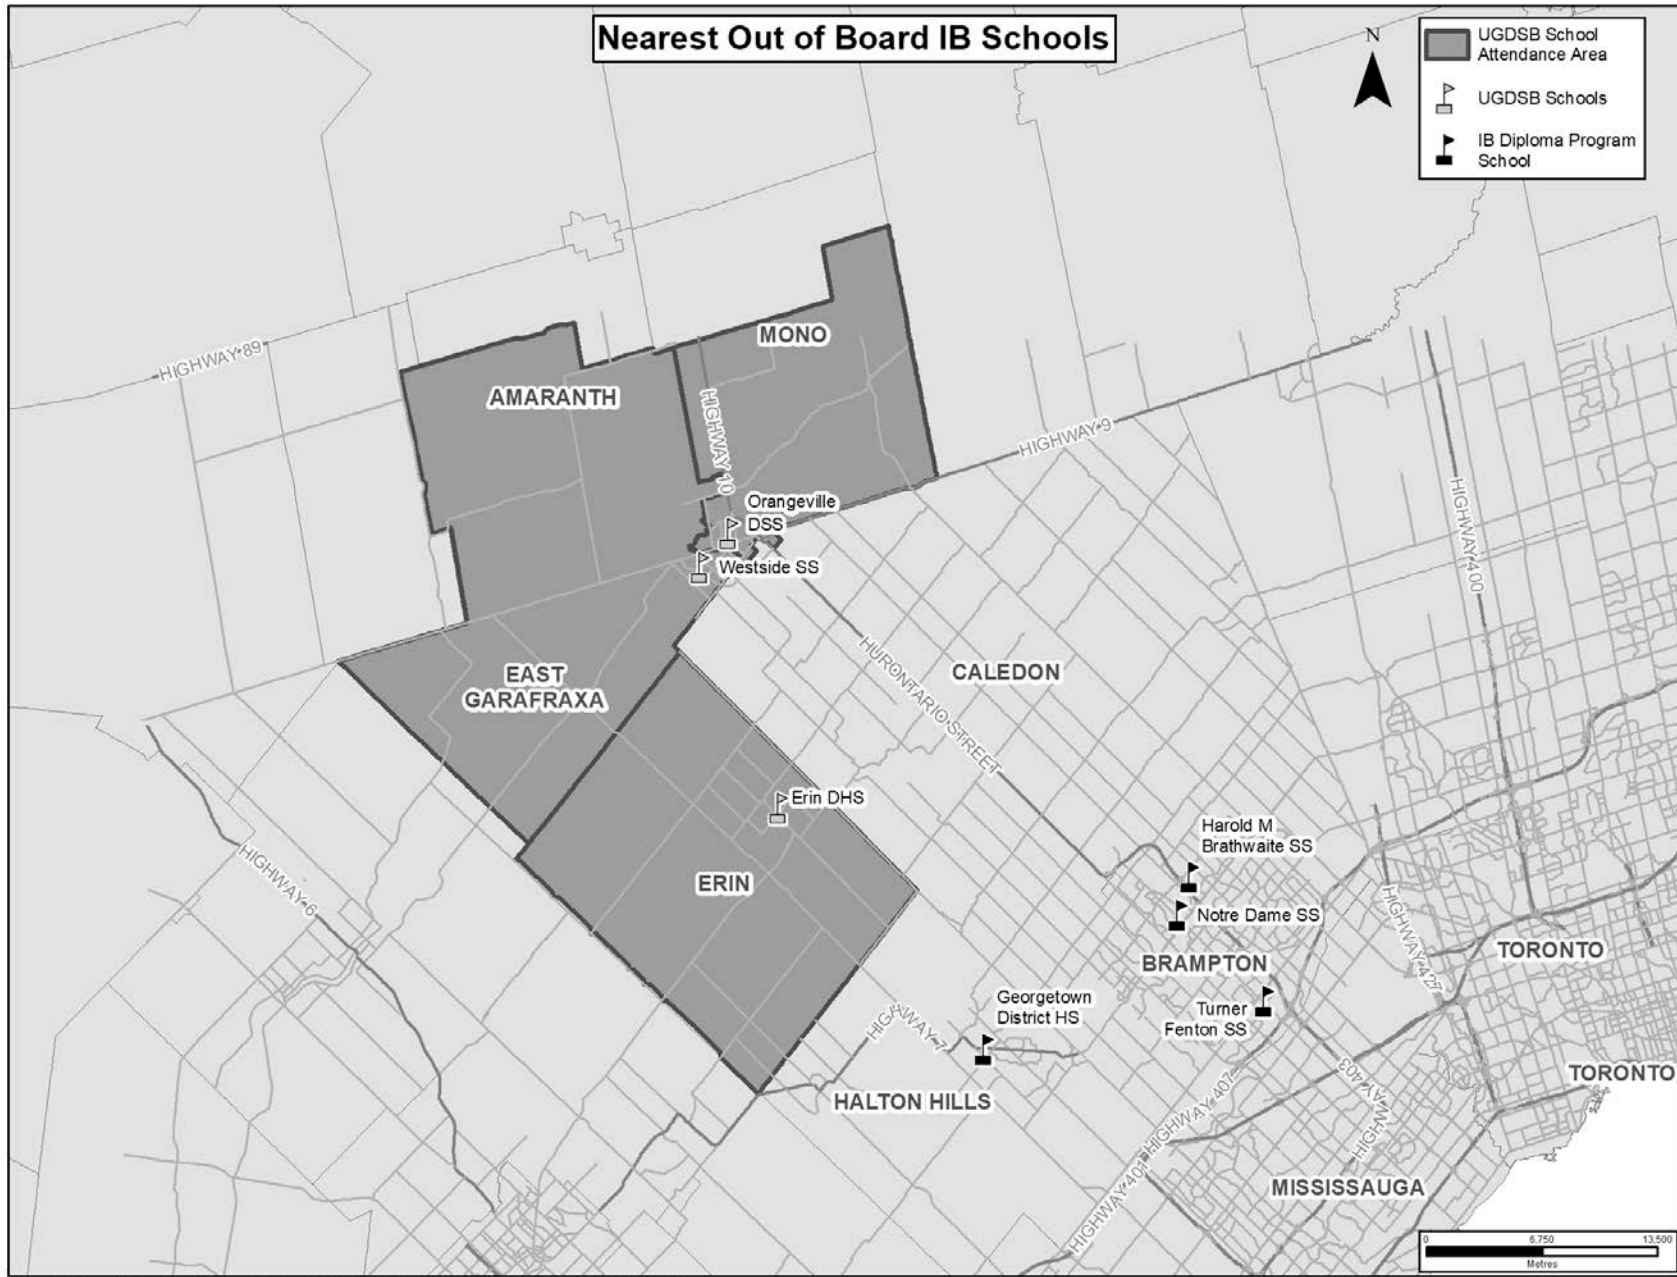 Nearest Out of Board IB Schools
N
UGDSB School
Attendance Area
UGDSB Schools
IB Diploma Program
School
HIGHWAY 89
MONO
AMARANTH
HIGHWAY 10
HIGHWAY 9
Orangeville
DSS
Westside SS
HIGHWAY 400
HURONTARIO STREET
CALEDON
EAST
GARAFRAXA
Erin DHS
HIGHWAY 6
ERIN
Harold M
Brathwaite SS
Notre Dame SS
HIGHWAY 427
TORONTO
BRAMPTON
Georgetown
District HS
Turner
Fenton SS
HIGHWAY 7
HALTON HILLS
HIGHWAY 407
HIGHWAY 403
TORONTO
HIGHWAY 401
MISSISSAUGA
0 6,750 13,500
Metres